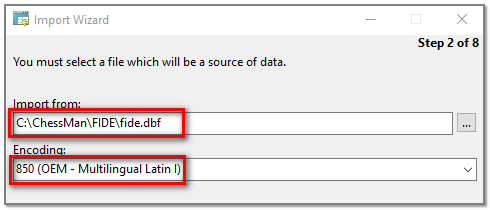 Import Wizard
Step 2 of 8
You must select a file which will be a source of data.
Import from:
C:\ChessMan\FIDE\fide.dbf
...
Encoding:
850 (OEM - Multilingual Latin I)